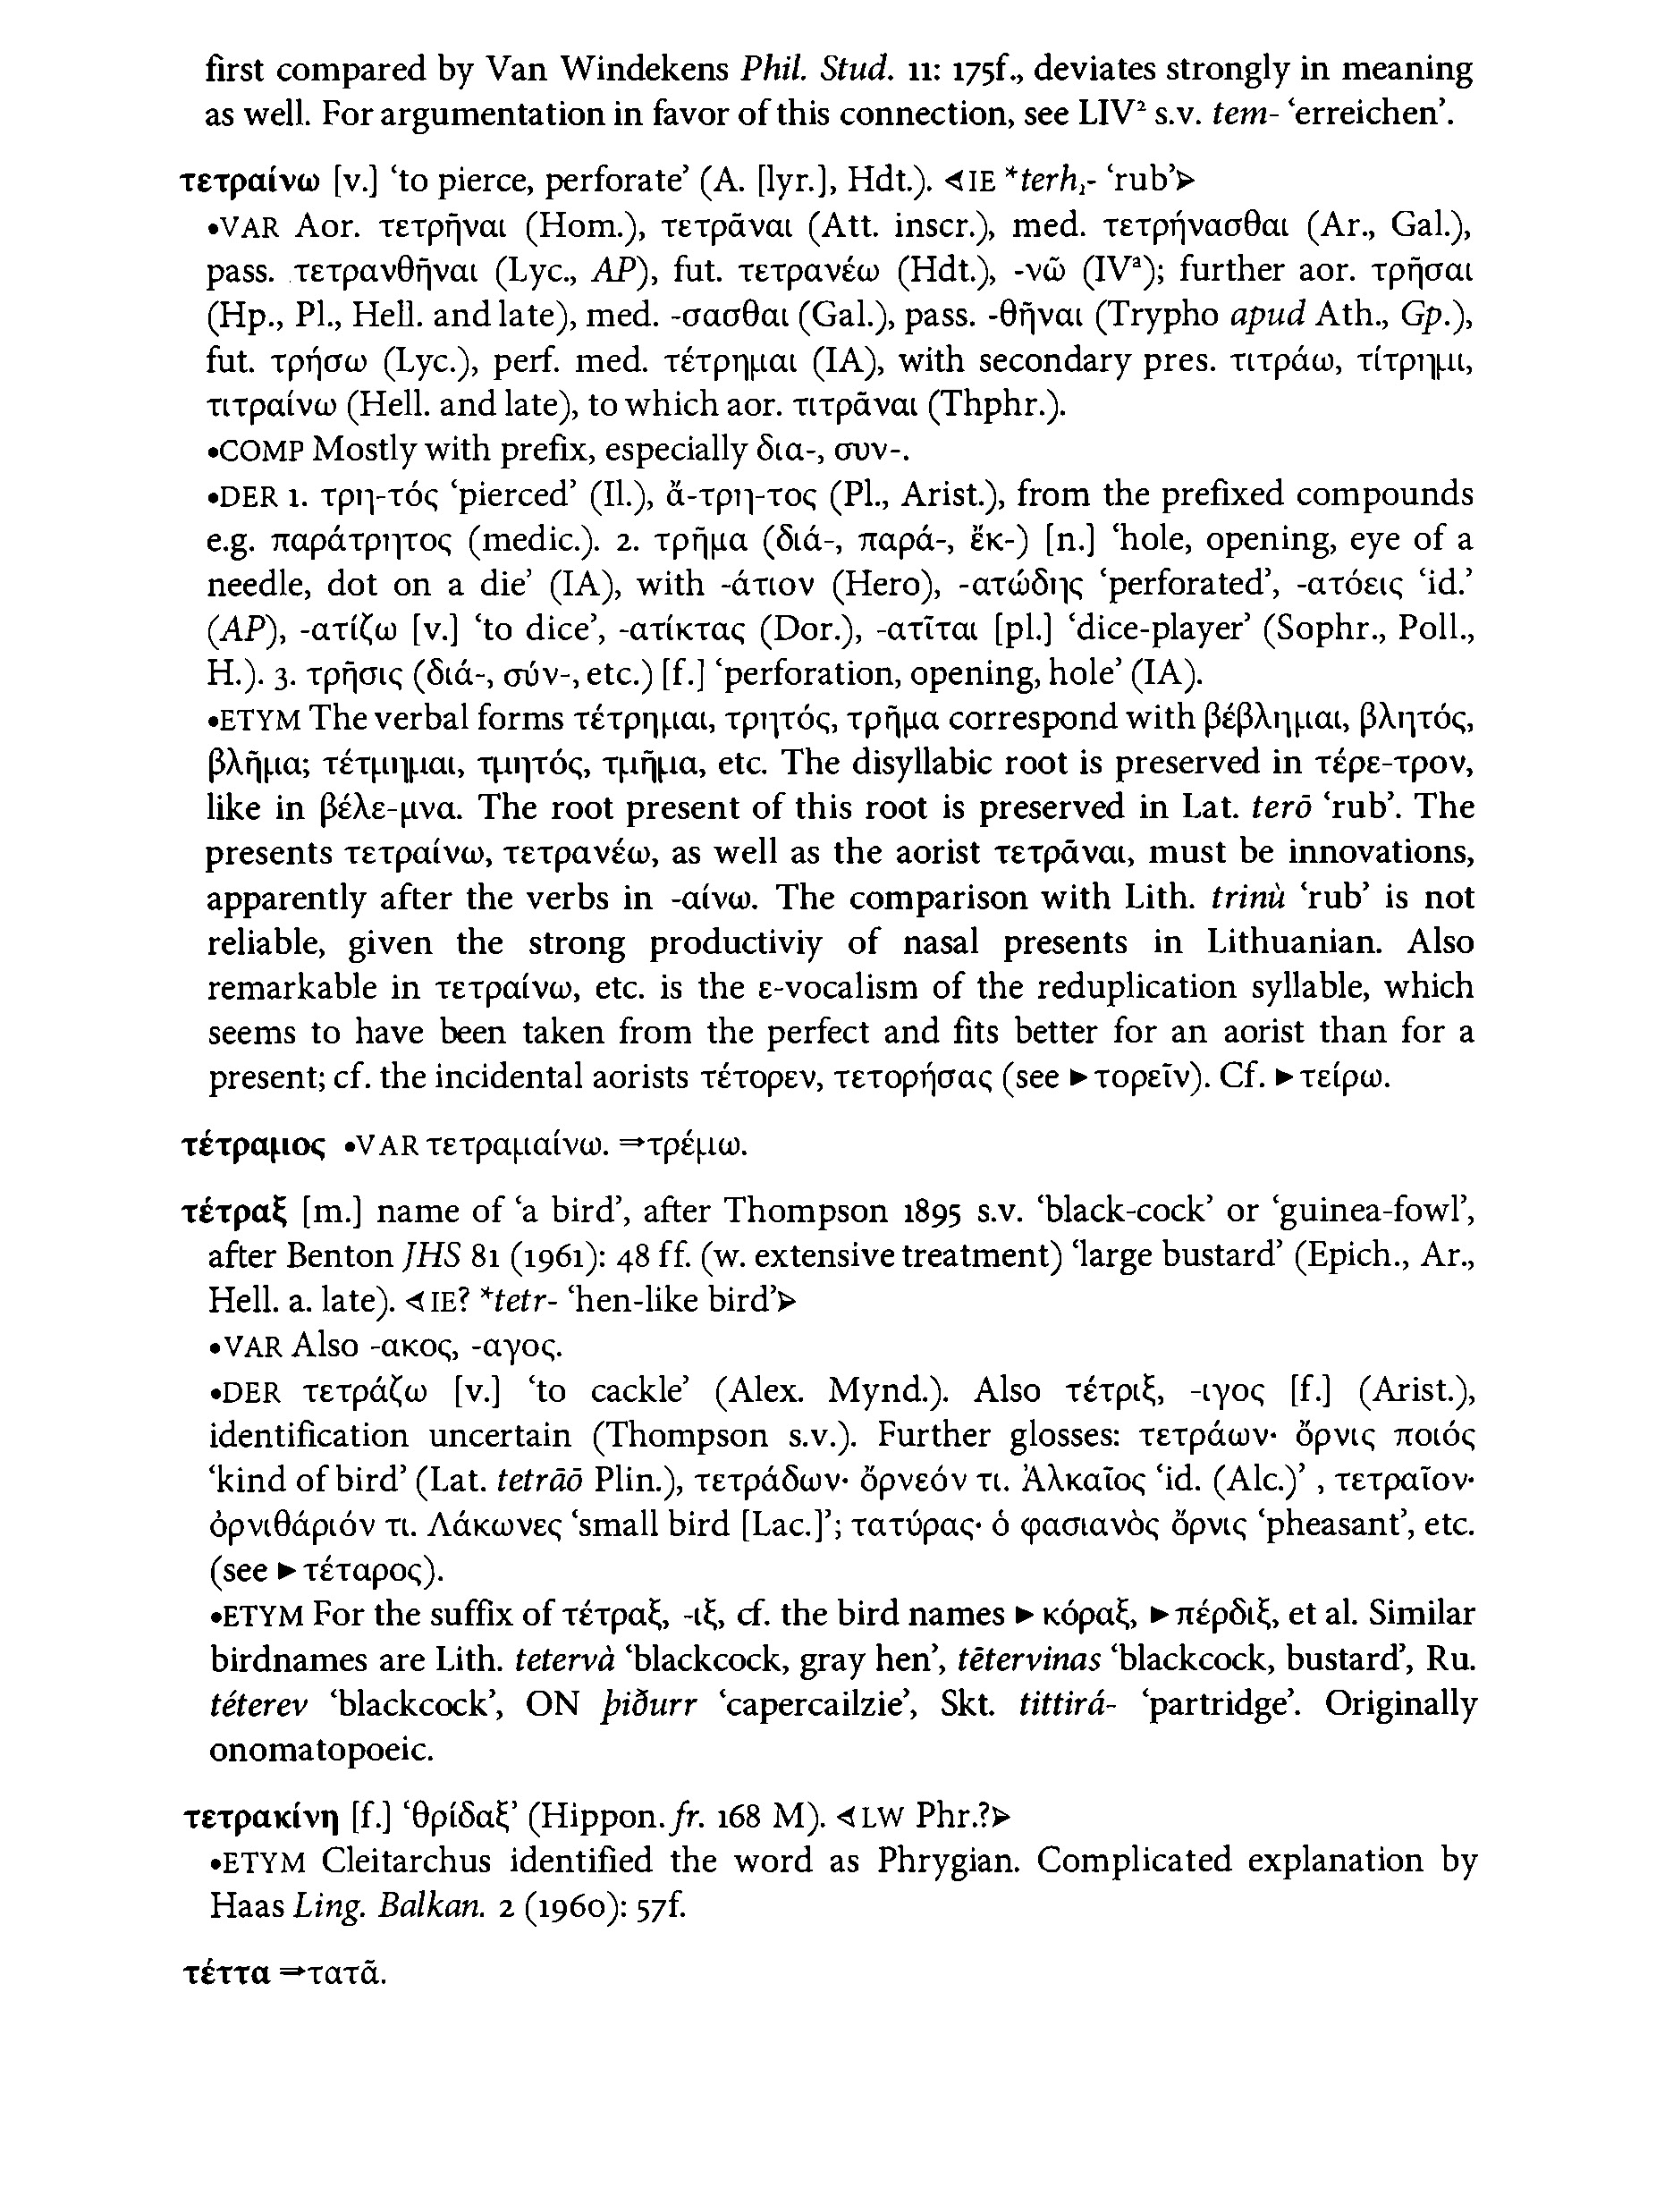 first compared by Van Windekens Phil. Stud. 11: 175f., deviates strongly in meaning
as well. For argumentation in favor of this connection, see LIV² s.v. tem- ‘erreichen’.
τετραίνω [v.] ‘to pierce, perforate’ (A. [lyr.], Hdt.). ⋖IE *terh₁- ‘rub’⋗
•VAR Aor. τετρῆναι (Hom.), τετρᾶναι (Att. inscr.), med. τετρήνασθαι (Ar., Gal.),
pass. τετρανθῆναι (Lyc., AP), fut. τετρανέω (Hdt.), -νῶ (IVª); further aor. τρῆσαι
(Hp., Pl., Hell. and late), med. -σασθαι (Gal.), pass. -θῆναι (Trypho apud Ath., Gp.),
fut. τρήσω (Lyc.), perf. med. τέτρημαι (IA), with secondary pres. τιτράω, τίτρημι,
τιτραίνω (Hell. and late), to which aor. τιτρᾶναι (Thphr.).
•COMP Mostly with prefix, especially δια-, συν-.
•DER 1. τρη-τός ‘pierced’ (Il.), ἄ-τρη-τος (Pl., Arist.), from the prefixed compounds
e.g. παράτρητος (medic.). 2. τρῆμα (διά-, παρά-, ἔκ-) [n.] ‘hole, opening, eye of a
needle, dot on a die’ (IA), with -άτιον (Hero), -ατώδης ‘perforated’, -ατόεις ‘id.’
(AP), -ατίζω [v.] ‘to dice’, -ατίκτας (Dor.), -ατῖται [pl.] ‘dice-player’ (Sophr., Poll.,
H.). 3. τρῆσις (διά-, σύν-, etc.) [f.] ‘perforation, opening, hole’ (IA).
•ETYM The verbal forms τέτρημαι, τρητός, τρῆμα correspond with βέβλημαι, βλητός,
βλῆμα; τέτμημαι, τμητός, τμῆμα, etc. The disyllabic root is preserved in τέρε-τρον,
like in βέλε-μνα. The root present of this root is preserved in Lat. terō ‘rub’. The
presents τετραίνω, τετρανέω, as well as the aorist τετρᾶναι, must be innovations,
apparently after the verbs in -αίνω. The comparison with Lith. trinù ‘rub’ is not
reliable, given the strong productiviy of nasal presents in Lithuanian. Also
remarkable in τετραίνω, etc. is the ε-vocalism of the reduplication syllable, which
seems to have been taken from the perfect and fits better for an aorist than for a
present; cf. the incidental aorists τέτορεν, τετορήσας (see ►τορεῖν). Cf. ►τείρω.
τέτραμος •VAR τετραμαίνω. ⇒τρέμω.
τέτραξ [m.] name of ‘a bird’, after Thompson 1895 s.v. ‘black-cock’ or ‘guinea-fowl’,
after Benton JHS 81 (1961): 48 ff. (w. extensive treatment) ‘large bustard’ (Epich., Ar.,
Hell. a. late). ⋖IE? *tetr- ‘hen-like bird’⋗
•VAR Also -ακος, -αγος.
•DER τετράζω [v.] ‘to cackle’ (Alex. Mynd.). Also τέτριξ, -ιγος [f.] (Arist.),
identification uncertain (Thompson s.v.). Further glosses: τετράων· ὄρνις ποιός
‘kind of bird’ (Lat. tetrāō Plin.), τετράδων· ὄρνεόν τι. Ἀλκαῖος ‘id. (Alc.)’ , τετραῖον·
ὀρνιθάριόν τι. Λάκωνες ‘small bird [Lac.]’; τατύρας· ὁ φασιανὸς ὄρνις ‘pheasant’, etc.
(see ►τέταρος).
•ETYM For the suffix of τέτραξ, -ιξ, cf. the bird names ► κόραξ, ►πέρδιξ, et al. Similar
birdnames are Lith. tetervà ‘blackcock, gray hen’, tētervinas ‘blackcock, bustard’, Ru.
téterev ‘blackcock’, ON þiðurr ‘capercailzie’, Skt. tittirá- ‘partridge’. Originally
onomatopoeic.
τετρακίνη [f.] ‘θρίδαξ’ (Hippon. fr. 168 M). ⋖LW Phr.?⋗
•ETYM Cleitarchus identified the word as Phrygian. Complicated explanation by
Haas Ling. Balkan. 2 (1960): 57f.
τέττα ⇒τατᾶ.